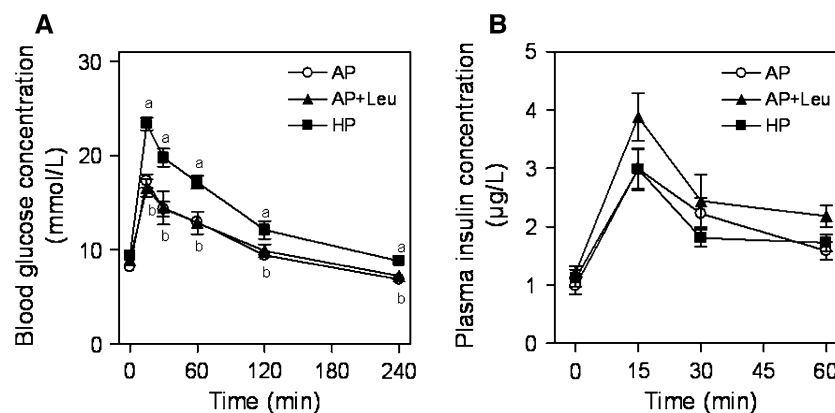 A
Blood glucose concentration
(mmol/L)
30
20
10
0
AP
AP+Leu
HP
a
a
a
a
a
b
b
b
b
b
0
60
120
180
240
Time (min)
B
Plasma insulin concentration
(µg/L)
5
4
3
2
1
0
AP
AP+Leu
HP
0
15
30
45
60
Time (min)